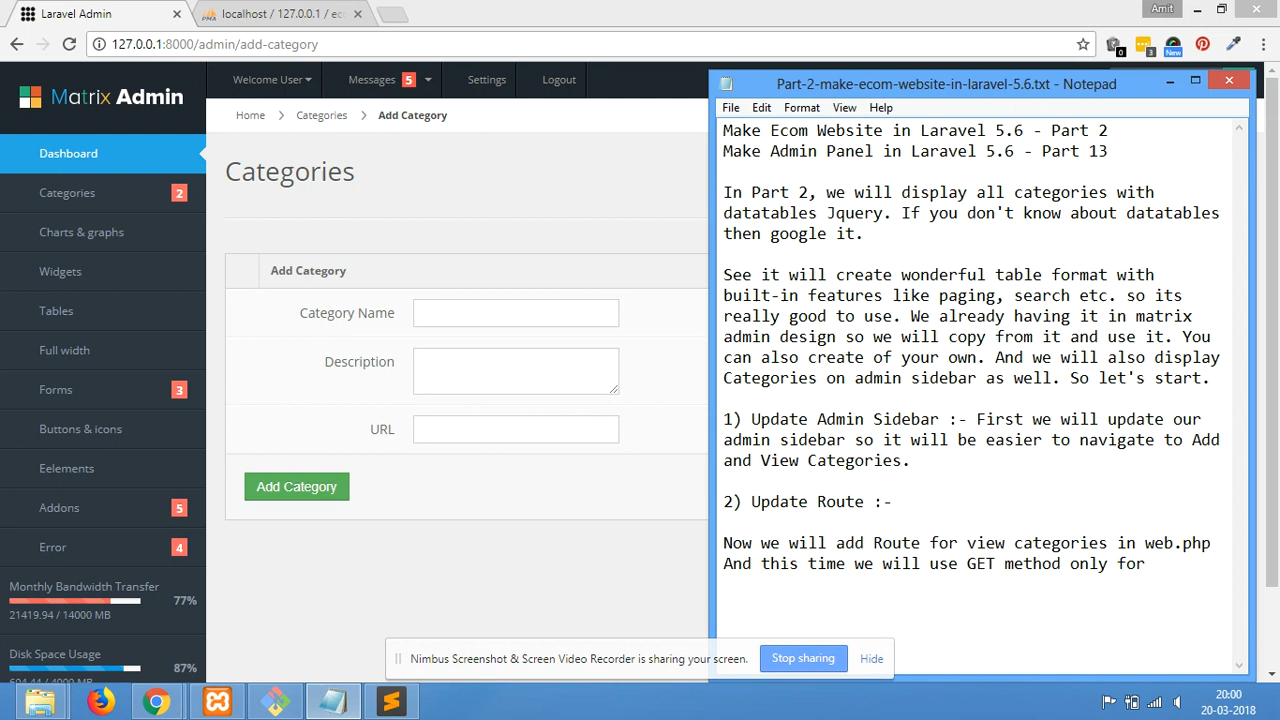 Laravel Admin
localhost / 127.0.0.1 / ec
Amit
127.0.0.1:8000/admin/add-category
0
3
New
Matrix Admin
Welcome User
Messages 5
Settings
Logout
Home
Categories
Add Category
Dashboard
Categories 2
Charts & graphs
Widgets
Tables
Full width
Forms 3
Buttons & icons
Eelements
Addons 5
Error 4
Monthly Bandwidth Transfer
77%
21419.94 / 14000 MB
Disk Space Usage
87%
604.44 / 4000 MB
Categories
Add Category
Category Name
Description
URL
Add Category
Part-2-make-ecom-website-in-laravel-5.6.txt - Notepad
File Edit Format View Help
Make Ecom Website in Laravel 5.6 - Part 2
Make Admin Panel in Laravel 5.6 - Part 13
In Part 2, we will display all categories with
datatables Jquery. If you don't know about datatables
then google it.
See it will create wonderful table format with
built-in features like paging, search etc. so its
really good to use. We already having it in matrix
admin design so we will copy from it and use it. You
can also create of your own. And we will also display
Categories on admin sidebar as well. So let's start.
1) Update Admin Sidebar :- First we will update our
admin sidebar so it will be easier to navigate to Add
and View Categories.
2) Update Route :-
Now we will add Route for view categories in web.php
And this time we will use GET method only for
Nimbus Screenshot & Screen Video Recorder is sharing your screen.
Stop sharing
Hide
20:00
20-03-2018